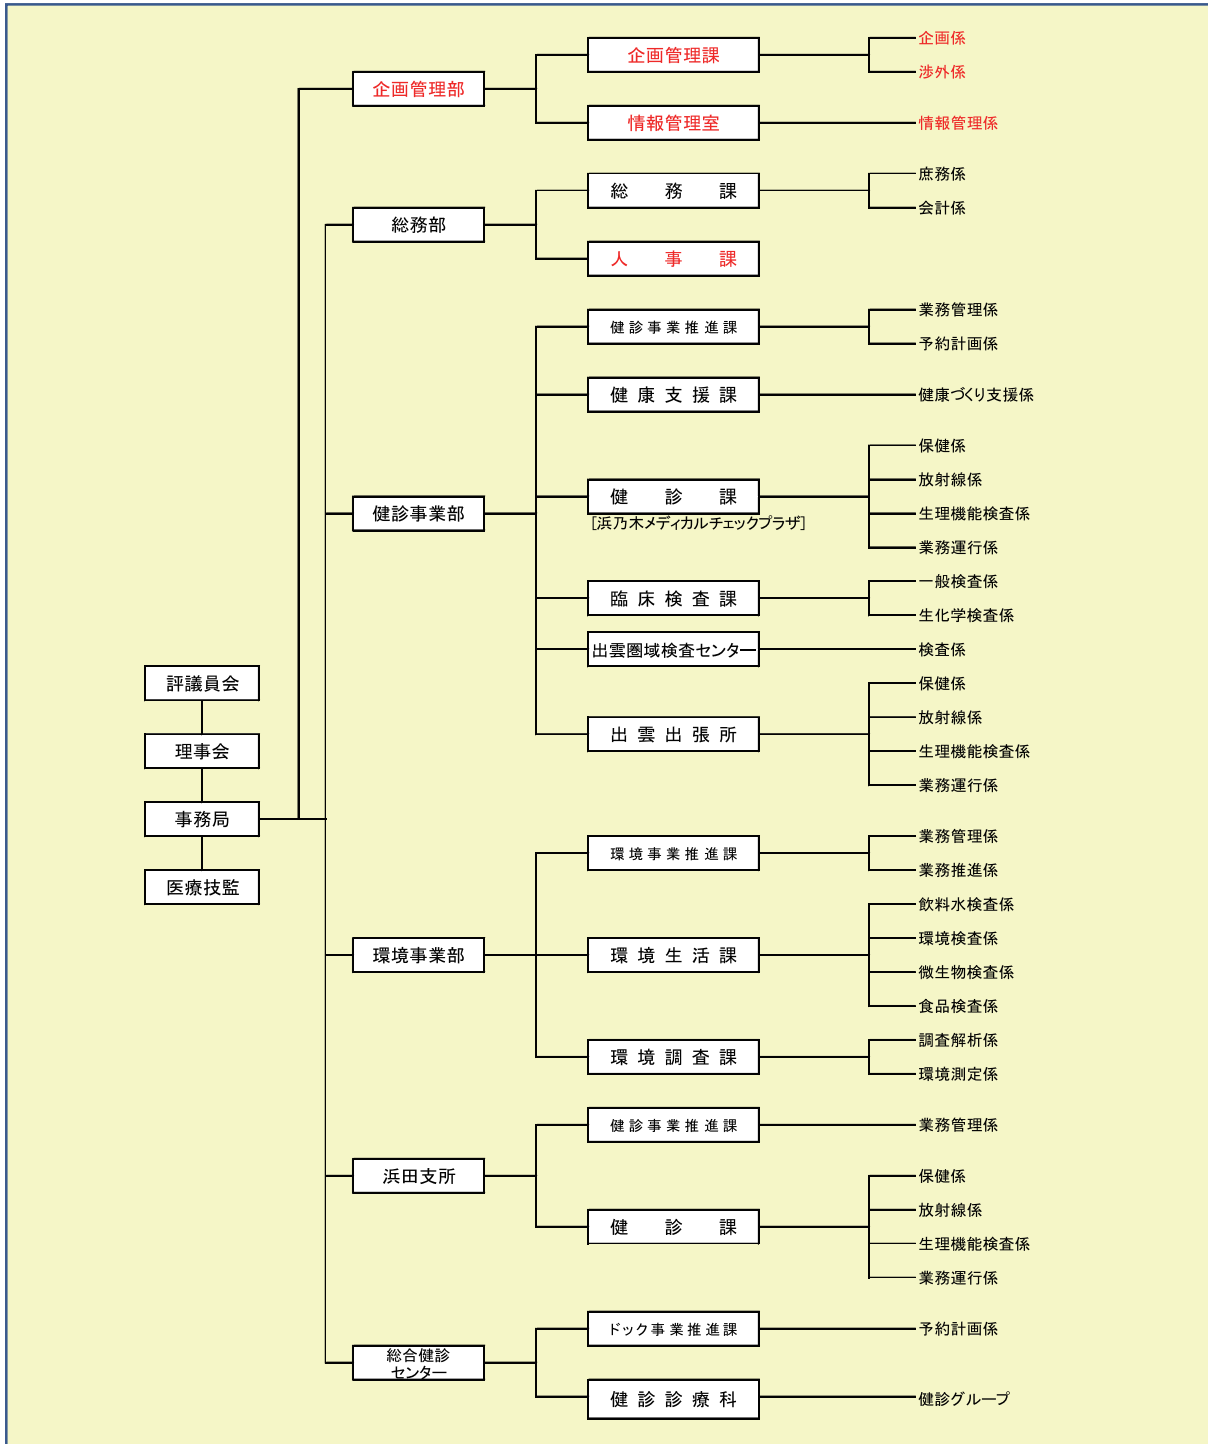 評議員会
理事会
事務局
医療技監
企画管理部
企画管理課
企画係
渉外係
情報管理室
情報管理係
総務部
総務課
庶務係
会計係
人事課
健診事業部
健診事業推進課
業務管理係
予約計画係
健康支援課
健康づくり支援係
健診課
[浜乃木メディカルチェックプラザ]
保健係
放射線係
生理機能検査係
業務運行係
臨床検査課
一般検査係
生化学検査係
出雲圏域検査センター
検査係
出雲出張所
保健係
放射線係
生理機能検査係
業務運行係
環境事業部
環境事業推進課
業務管理係
業務推進係
環境生活課
飲料水検査係
環境検査係
微生物検査係
食品検査係
環境調査課
調査解析係
環境測定係
浜田支所
健診事業推進課
業務管理係
健診課
保健係
放射線係
生理機能検査係
業務運行係
総合健診
センター
ドック事業推進課
予約計画係
健診診療科
健診グループ